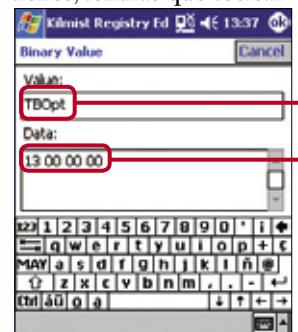 Kilmist Registry Ed 13:37 ok
Binary Value Cancel
Value:
TBOpt
Data:
13 00 00 00
123 1 2 3 4 5 6 7 8 9 0 ' ¡
q w e r t y u i o p + ç
MAY a s d f g h j k l ñ @
z x c v b n m , . -
Ctrl áü º a